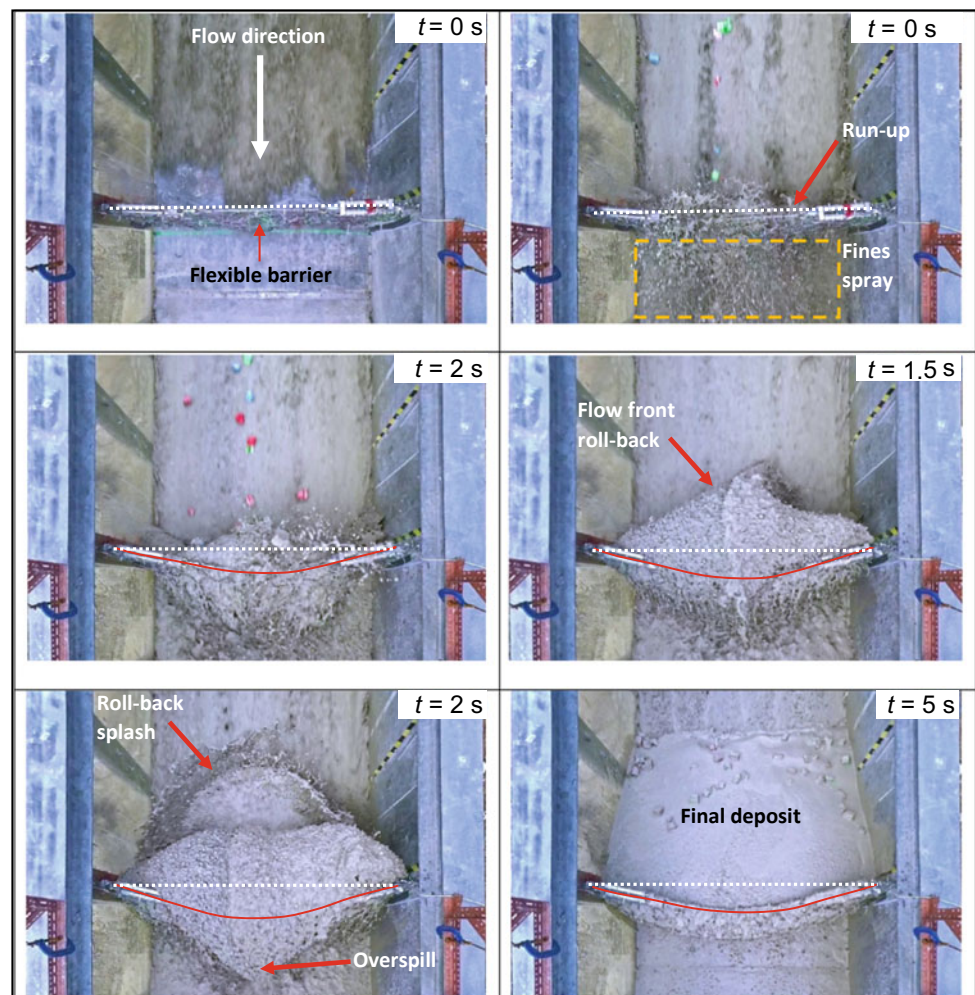 t = 0 s
Flow direction
Flexible barrier
t = 0 s
Run-up
Fines
spray
t = 2 s
t = 1.5 s
Flow front
roll-back
t = 2 s
Roll-back
splash
Overspill
t = 5 s
Final deposit